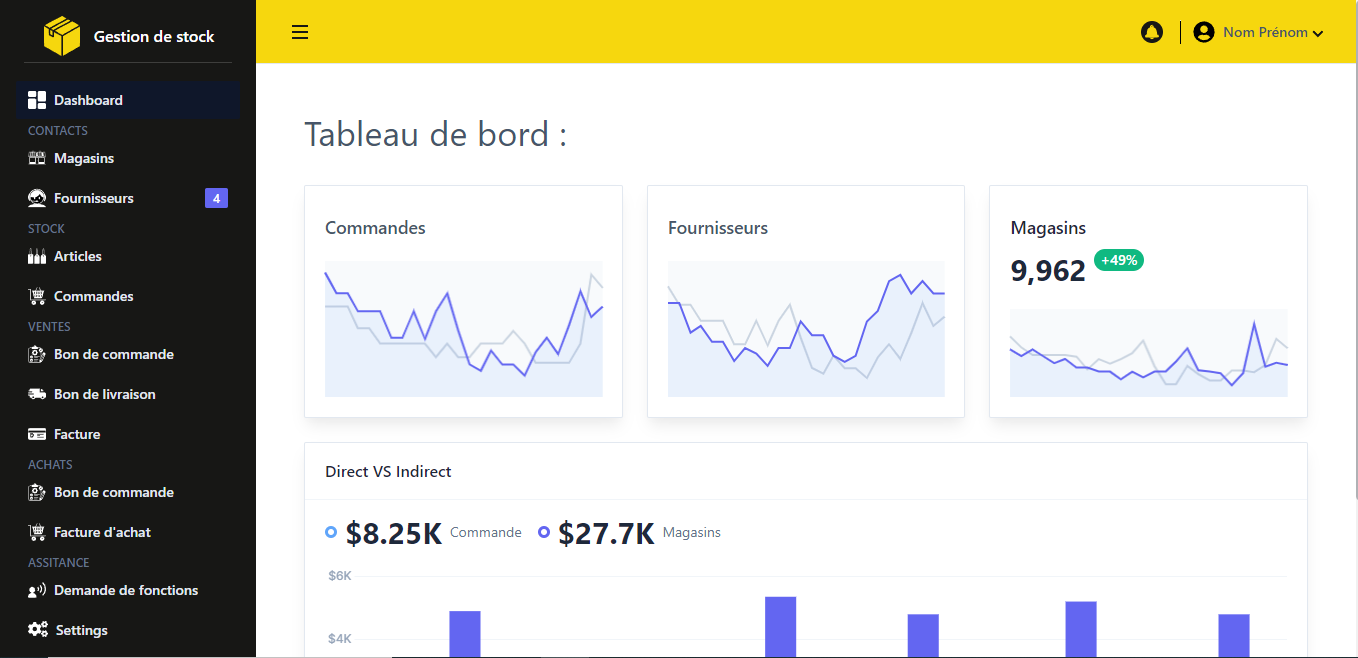 Gestion de stock
Nom Prénom
Dashboard
CONTACTS
Magasins
Fournisseurs
4
STOCK
Articles
Commandes
VENTES
Bon de commande
Bon de livraison
Facture
ACHATS
Bon de commande
Facture d'achat
ASSITANCE
Demande de fonctions
Settings
Tableau de bord :
Commandes
Fournisseurs
Magasins
9,962 +49%
Direct VS Indirect
$8.25K Commande $27.7K Magasins
$6K
$4K